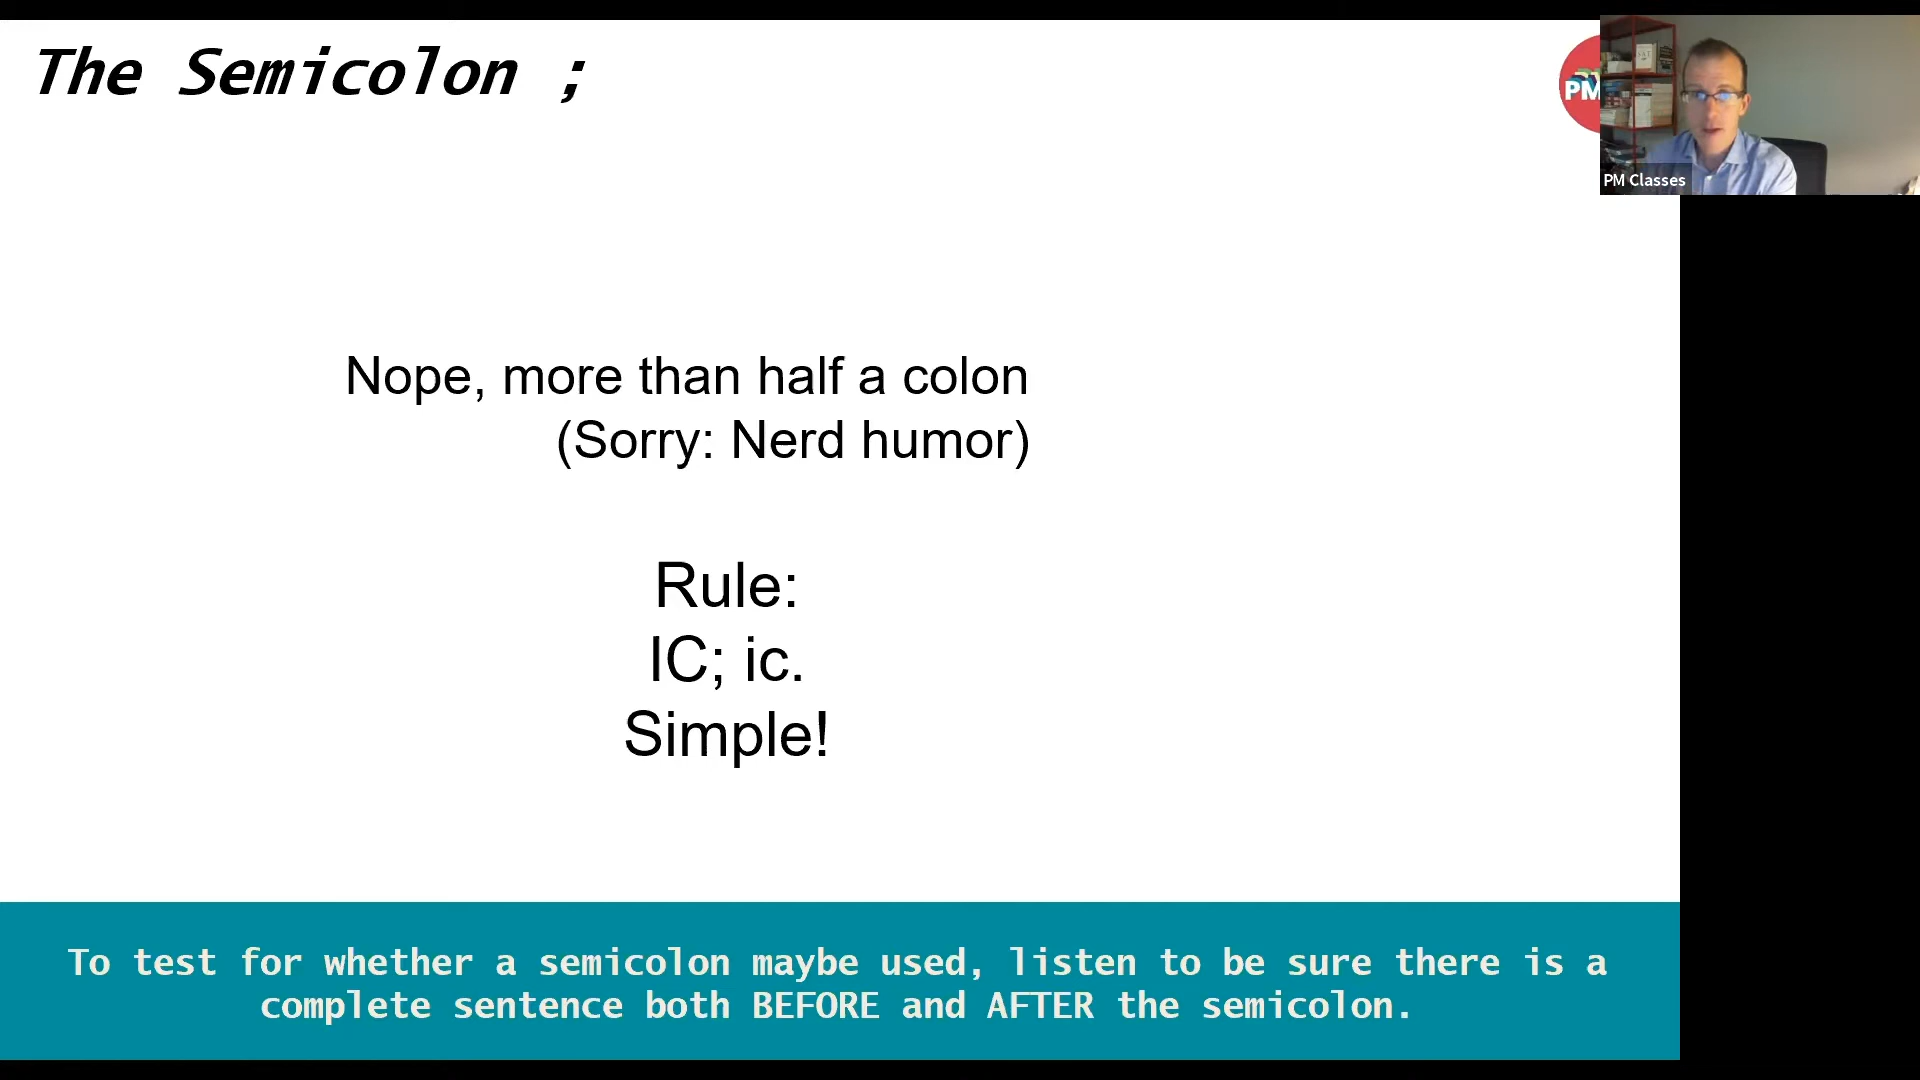 The Semicolon ;
PM
PM Classes
Nope, more than half a colon
(Sorry: Nerd humor)
Rule:
IC; ic.
Simple!
To test for whether a semicolon maybe used, listen to be sure there is a
complete sentence both BEFORE and AFTER the semicolon.